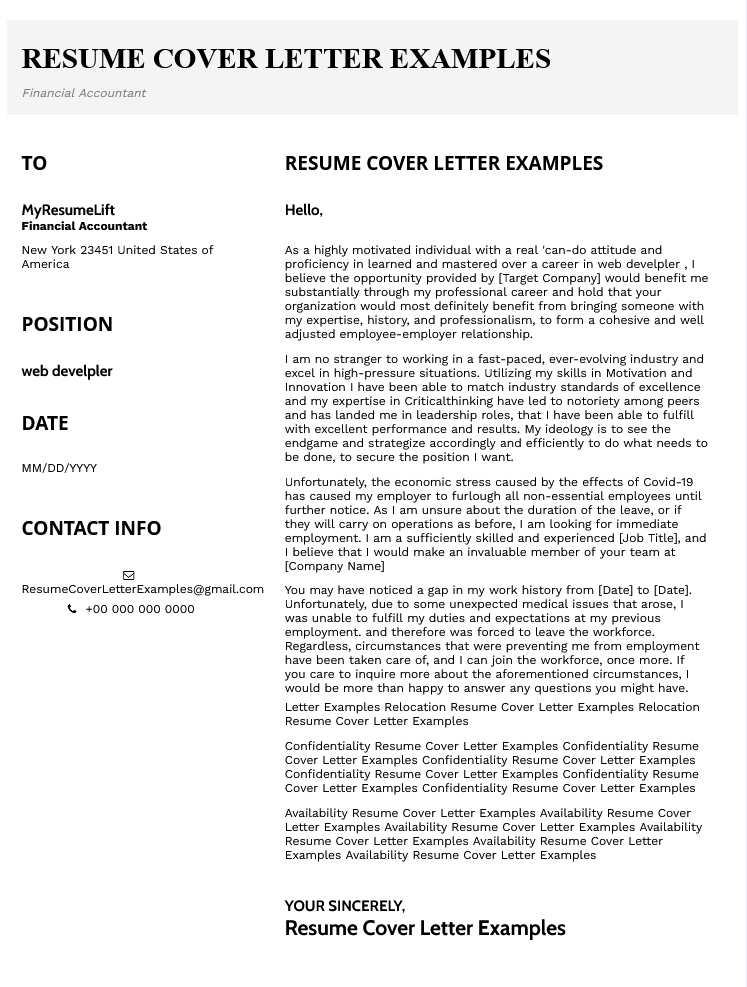 RESUME COVER LETTER EXAMPLES
Financial Accountant
TO
MyResumeLift
Financial Accountant
New York 23451 United States of
America
POSITION
web develpler
DATE
MM/DD/YYYY
CONTACT INFO
ResumeCoverLetterExamples@gmail.com
+00 000 000 0000
RESUME COVER LETTER EXAMPLES
Hello,
As a highly motivated individual with a real 'can-do attitude and
proficiency in learned and mastered over a career in web develpler , I
believe the opportunity provided by [Target Company] would benefit me
substantially through my professional career and hold that your
organization would most definitely benefit from bringing someone with
my expertise, history, and professionalism, to form a cohesive and well
adjusted employee-employer relationship.
I am no stranger to working in a fast-paced, ever-evolving industry and
excel in high-pressure situations. Utilizing my skills in Motivation and
Innovation I have been able to match industry standards of excellence
and my expertise in Criticalthinking have led to notoriety among peers
and has landed me in leadership roles, that I have been able to fulfill
with excellent performance and results. My ideology is to see the
endgame and strategize accordingly and efficiently to do what needs to
be done, to secure the position I want.
Unfortunately, the economic stress caused by the effects of Covid-19
has caused my employer to furlough all non-essential employees until
further notice. As I am unsure about the duration of the leave, or if
they will carry on operations as before, I am looking for immediate
employment. I am a sufficiently skilled and experienced [Job Title], and
I believe that I would make an invaluable member of your team at
[Company Name]
You may have noticed a gap in my work history from [Date] to [Date].
Unfortunately, due to some unexpected medical issues that arose, I
was unable to fulfill my duties and expectations at my previous
employment. and therefore was forced to leave the workforce.
Regardless, circumstances that were preventing me from employment
have been taken care of, and I can join the workforce, once more. If
you care to inquire more about the aforementioned circumstances, I
would be more than happy to answer any questions you might have.
Letter Examples Relocation Resume Cover Letter Examples Relocation
Resume Cover Letter Examples
Confidentiality Resume Cover Letter Examples Confidentiality Resume
Cover Letter Examples Confidentiality Resume Cover Letter Examples
Confidentiality Resume Cover Letter Examples Confidentiality Resume
Cover Letter Examples Confidentiality Resume Cover Letter Examples
Availability Resume Cover Letter Examples Availability Resume Cover
Letter Examples Availability Resume Cover Letter Examples Availability
Resume Cover Letter Examples Availability Resume Cover Letter
Examples Availability Resume Cover Letter Examples
YOUR SINCERELY,
Resume Cover Letter Examples